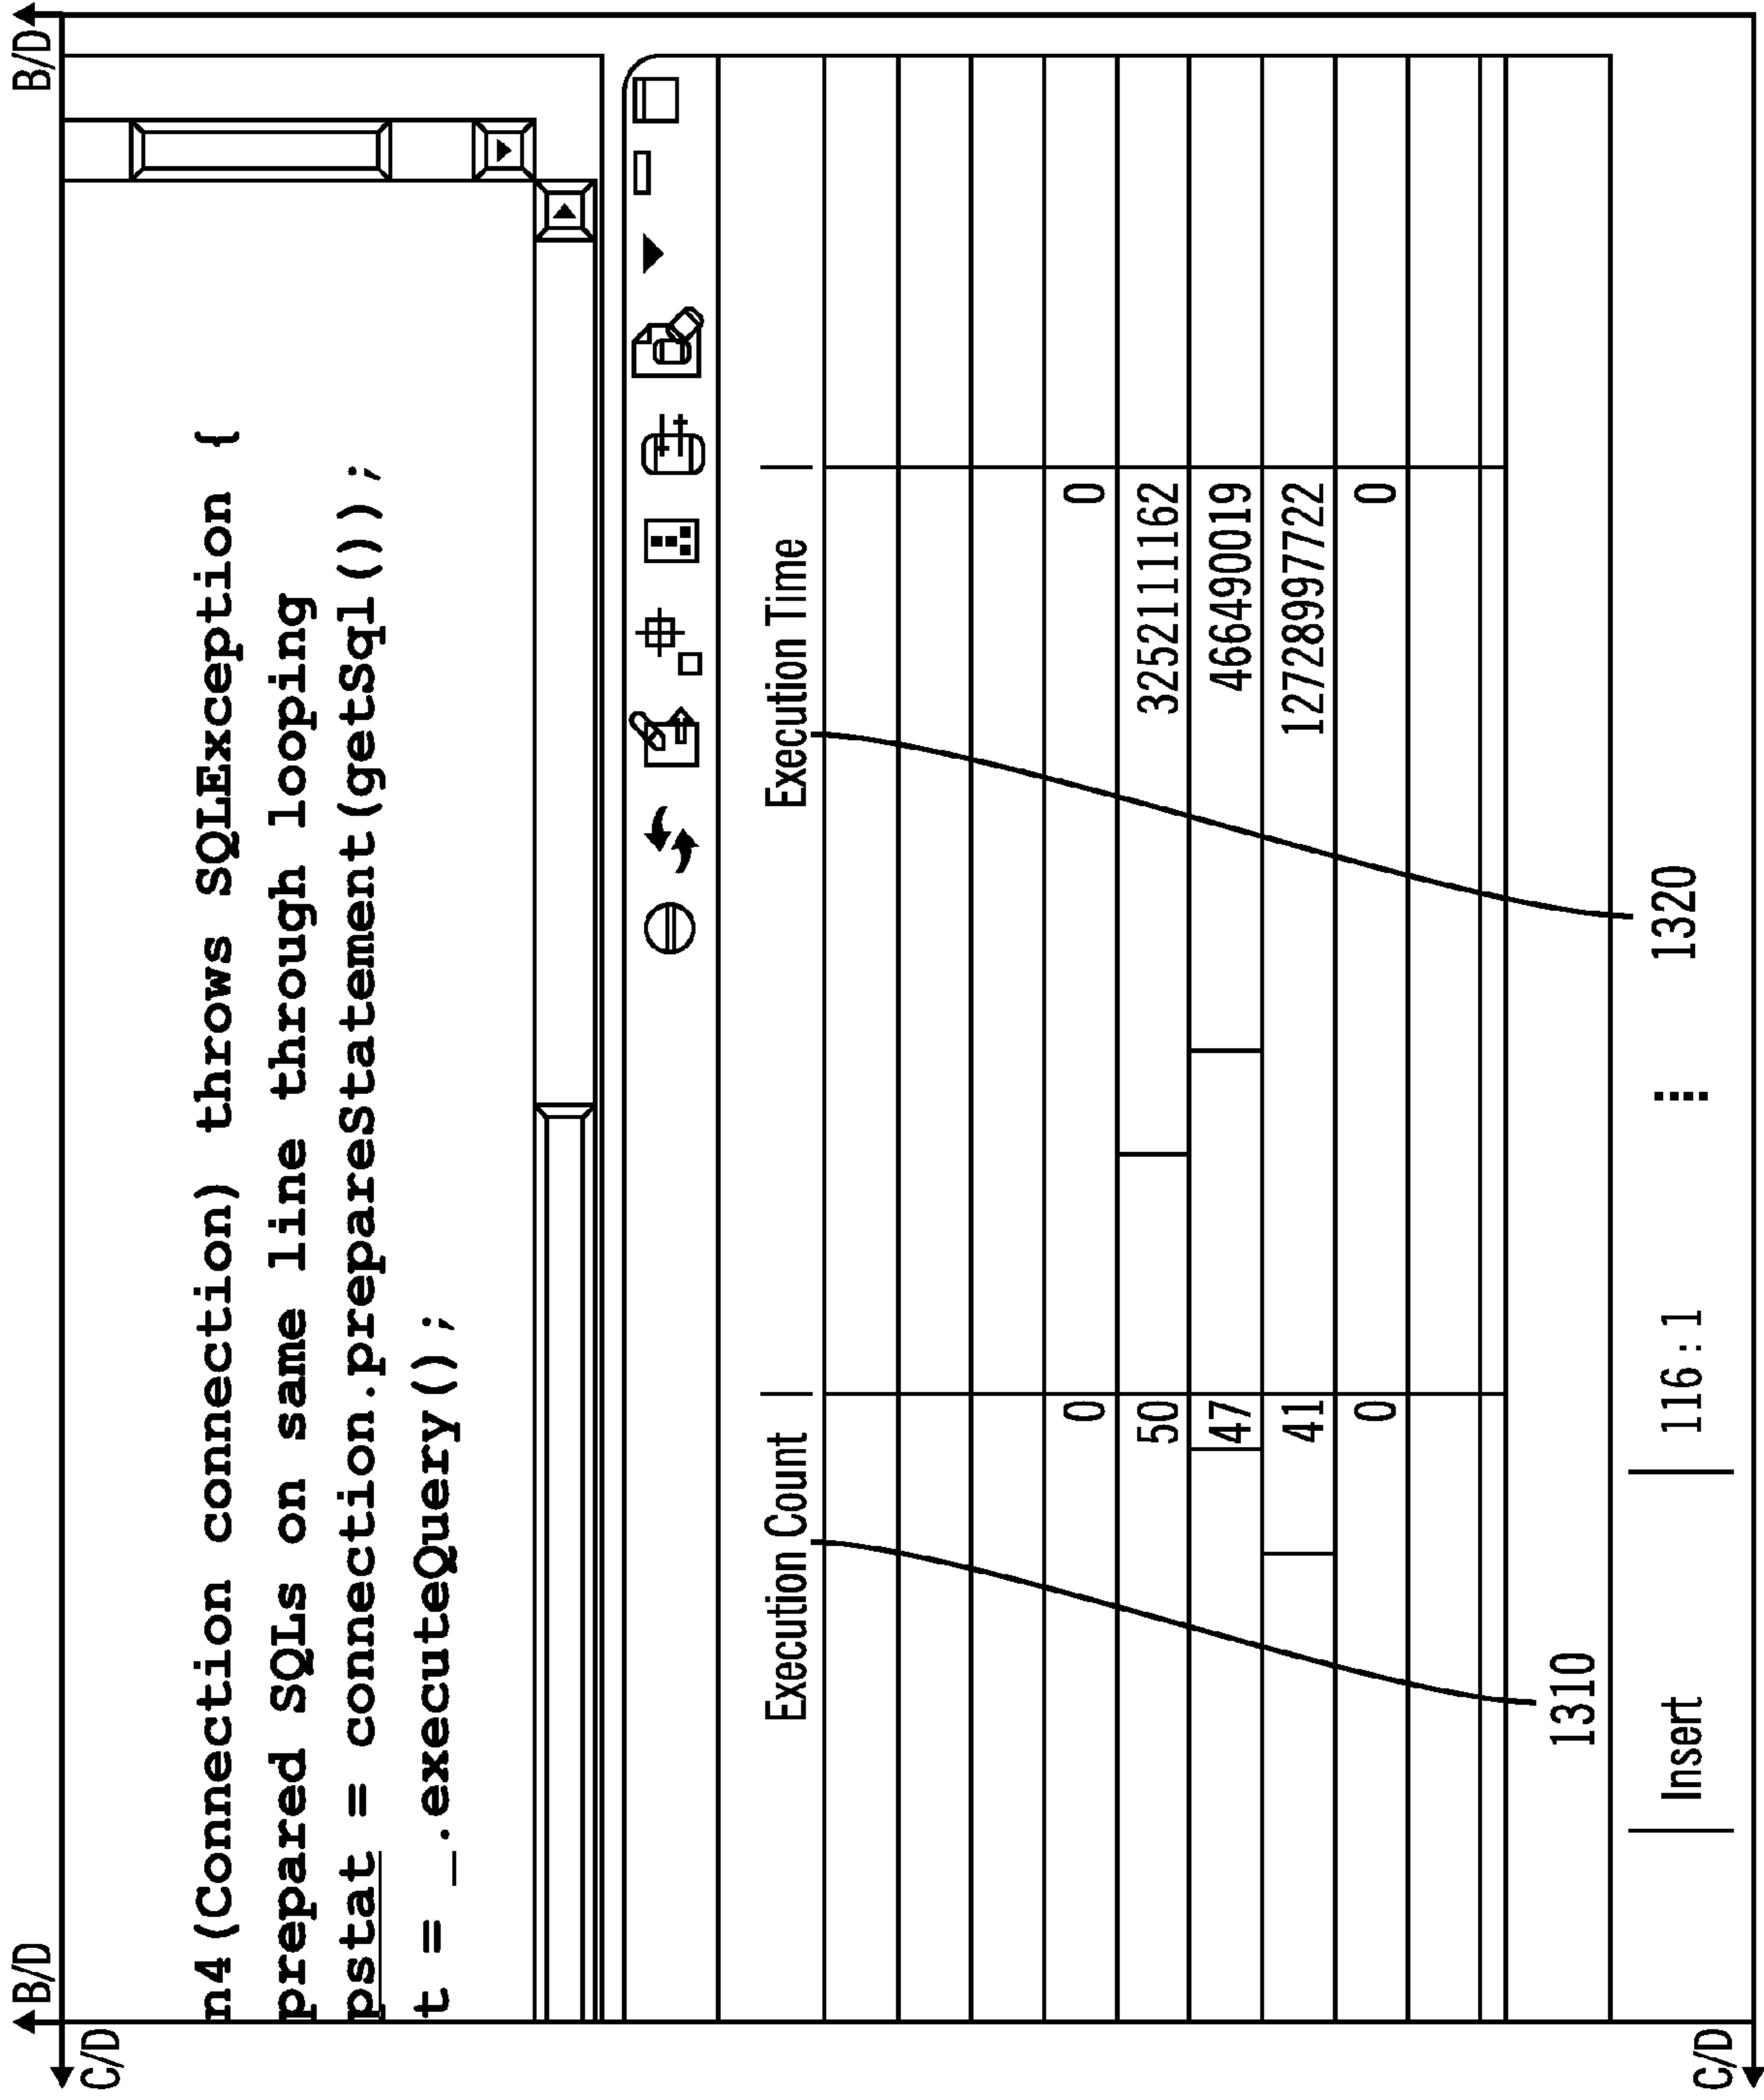 B/D B/D
C/D
n4(Connection connection) throws SQLException {
prepared SQLs on same line through looping
pstat = connection.prepareStatement(getSql());
t = _.executeQuery();
Execution Count Execution Time
0 0
50 3252111162
47 4664900019
41 12728997722
0 0
1310
1320
Insert 116 : 1
C/D